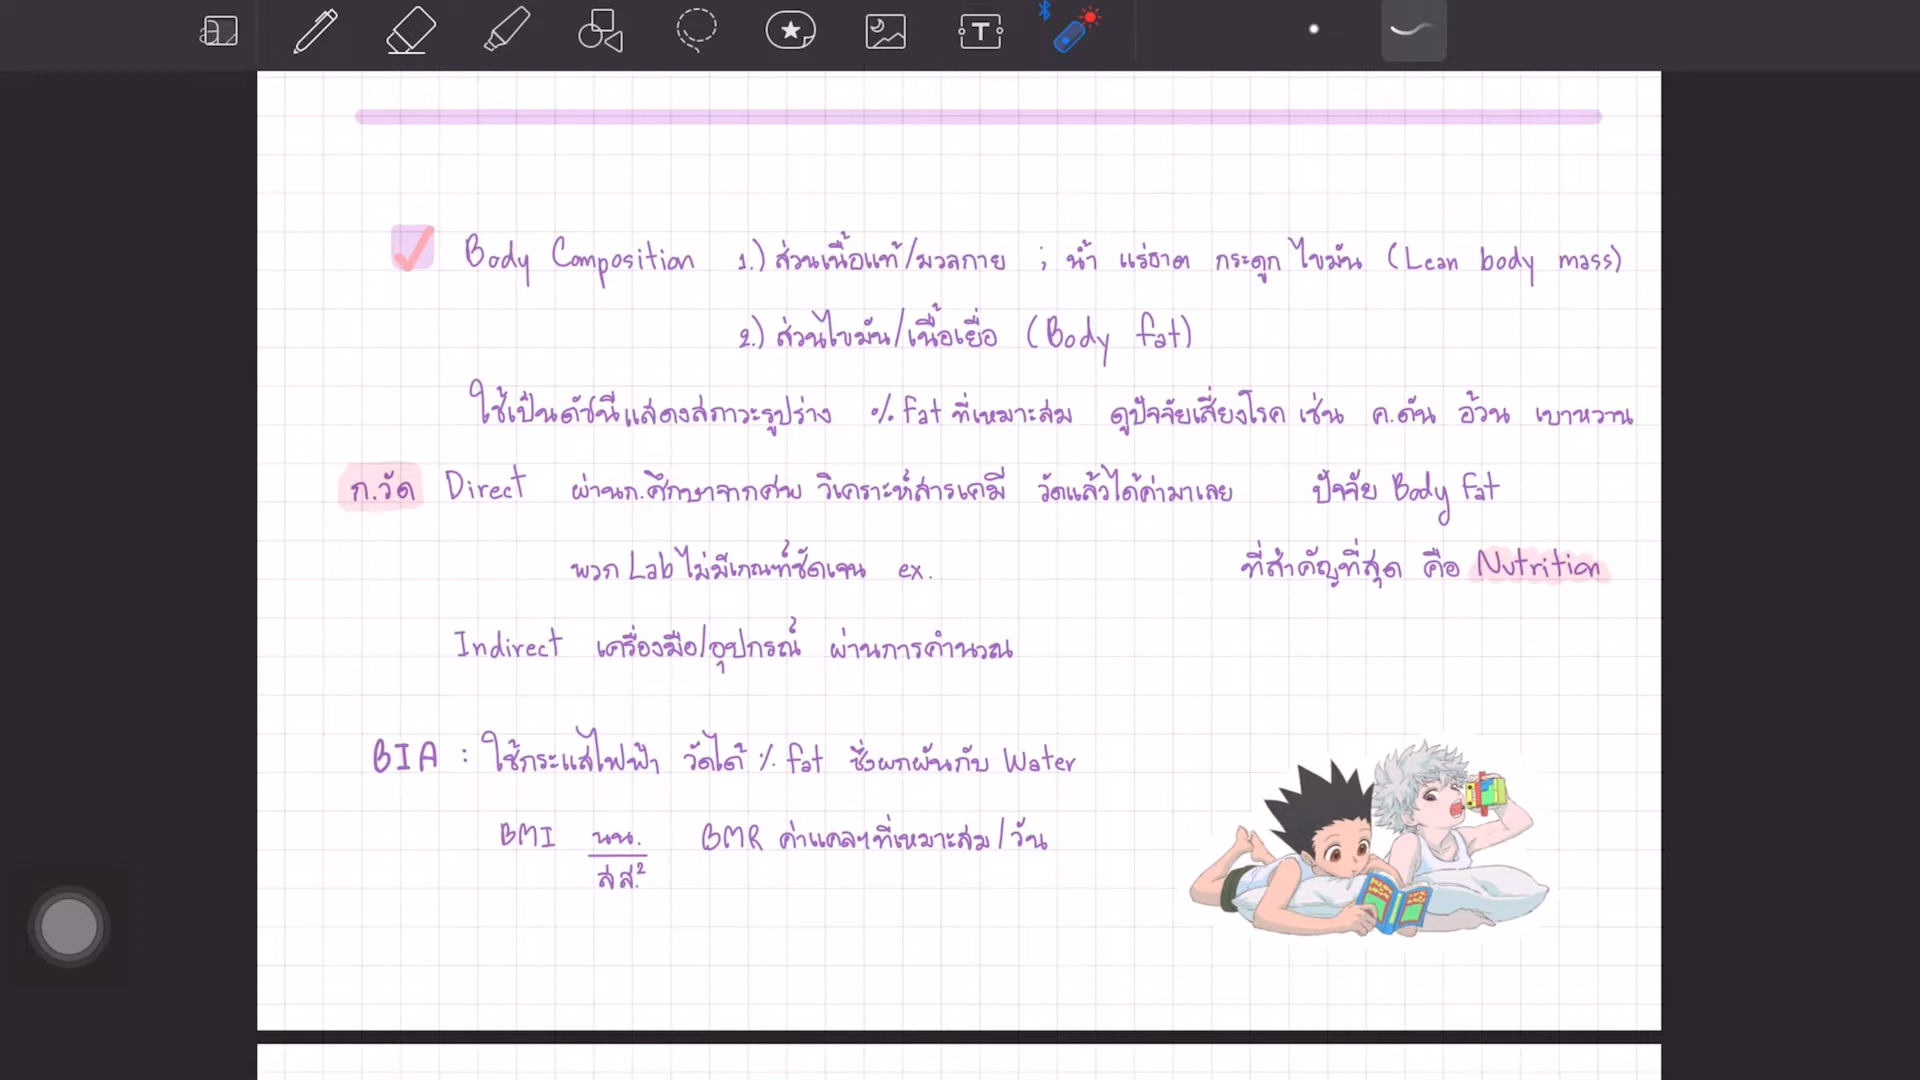 Body Composition 1.) ส่วนเนื้อแท้/มวลกาย ; น้ำ แร่ธาตุ กระดูก ไขมัน (Lean body mass)
2.) ส่วนไขมัน/เนื้อเยื่อ (Body fat)
ใช้เป็นดัชนีแสดงสภาวะรูปร่าง % fat ที่เหมาะสม ดูปัจจัยเสี่ยงโรค เช่น ค.ดัน อ้วน เบาหวาน
ก.วัด Direct ผ่านก.ศึกษาจากศพ วิเคราะห์สารเคมี วัดแล้วได้ค่ามาเลย ปัจจัย Body fat
พวก Lab ไม่มีเกณฑ์ชัดเจน ex. ที่สำคัญที่สุด คือ Nutrition
Indirect เครื่องมือ/อุปกรณ์ ผ่านการคำนวณ
BIA : ใช้กระแสไฟฟ้า วัดได้ % fat ซึ่งผกผันกับ Water
BMI นน. BMR ค่าแคลฯที่เหมาะสม/วัน
สส.²